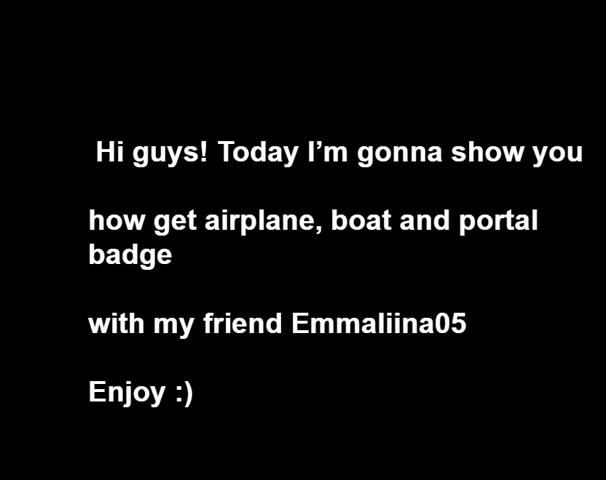 Hi guys! Today I’m gonna show you
how get airplane, boat and portal
badge
with my friend Emmaliina05
Enjoy :)